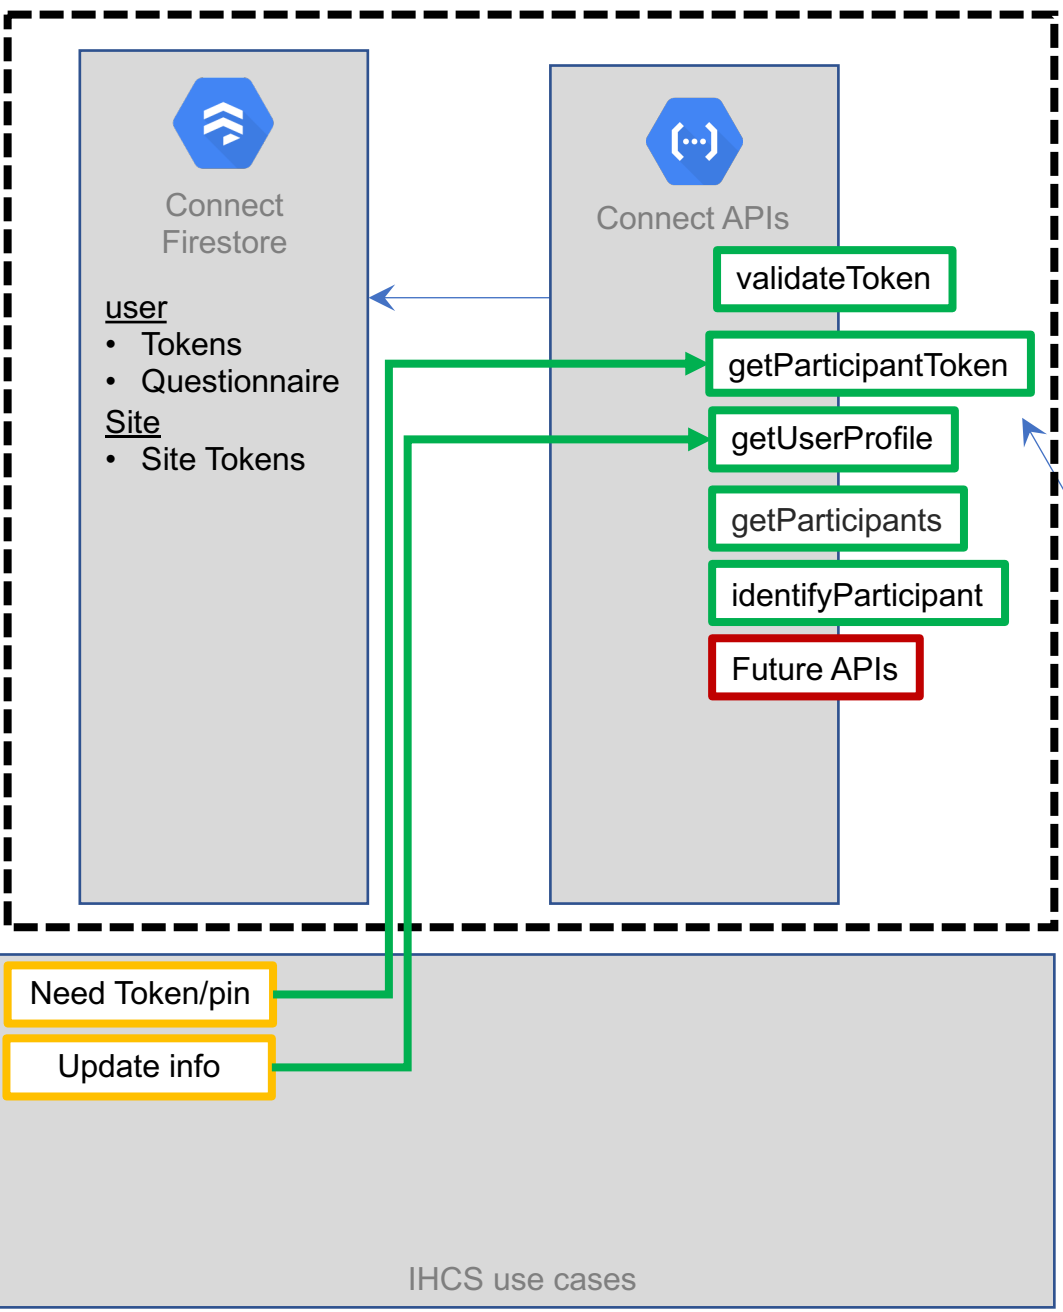 Connect
Firestore
user
• Tokens
• Questionnaire
Site
• Site Tokens
Connect APIs
validateToken
getParticipantToken
getUserProfile
getParticipants
identifyParticipant
Future APIs
Need Token/pin
Update info
IHCS use cases